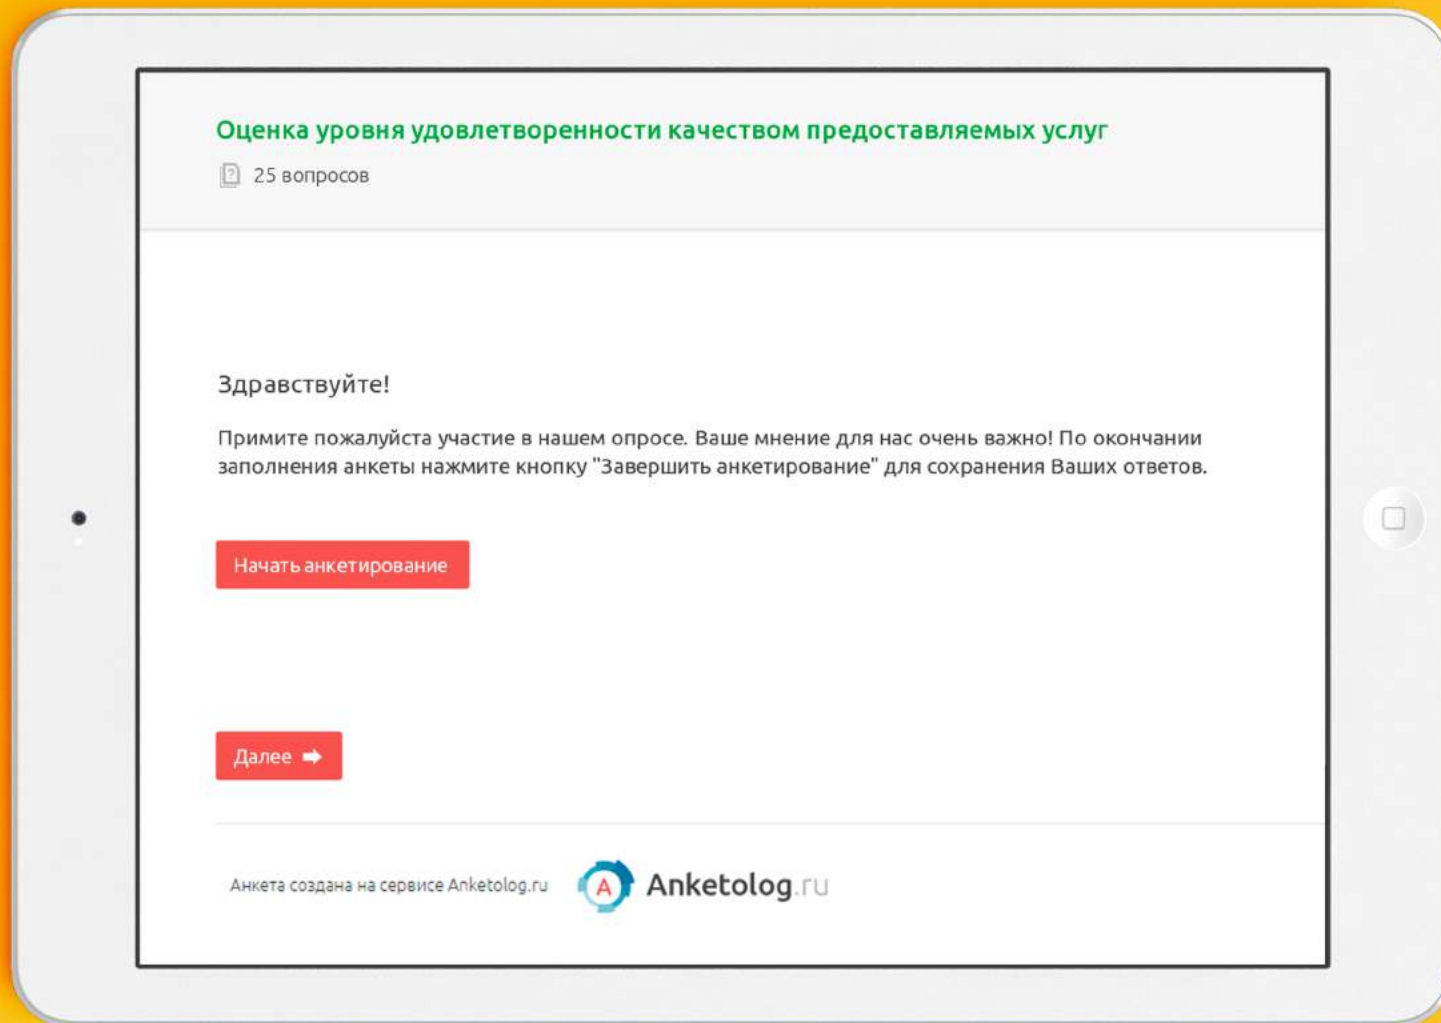 Оценка уровня удовлетворенности качеством предоставляемых услуг
25 вопросов
Здравствуйте!
Примите пожалуйста участие в нашем опросе. Ваше мнение для нас очень важно! По окончании
заполнения анкеты нажмите кнопку "Завершить анкетирование" для сохранения Ваших ответов.
Начать анкетирование
Далее
Анкета создана на сервисе Anketolog.ru
A Anketolog.ru